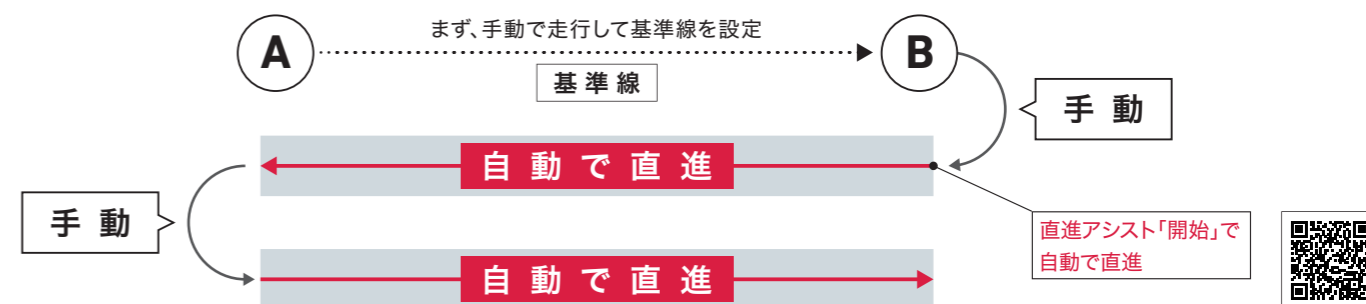 まず、手動で走行して基準線を設定
A
B
基準線
手動
自動で直進
手動
直進アシスト「開始」で
自動で直進
自動で直進